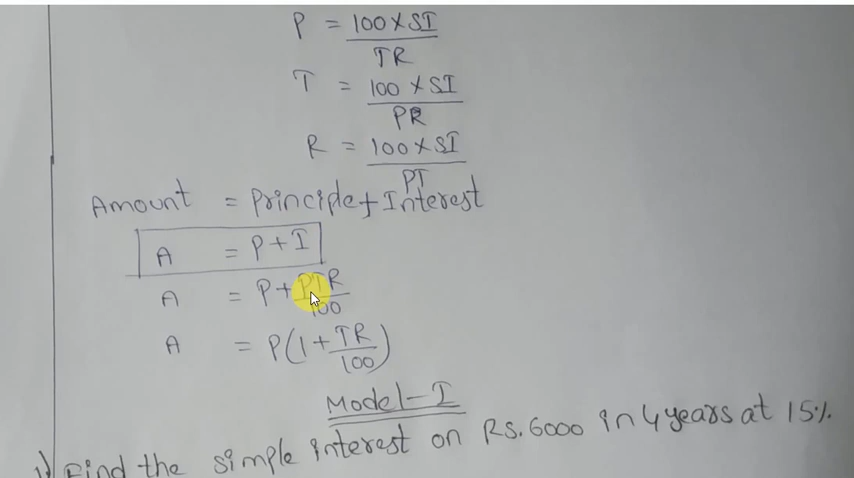 P = 100 × SI
TR
T = 100 × SI
PR
R = 100 × SI
PT
Amount = Principle + Interest
A = P + I
A = P + PTR
100
A = P(1 + TR/100)
Model - I
1) Find the simple interest on Rs. 6000 in 4 years at 15%.